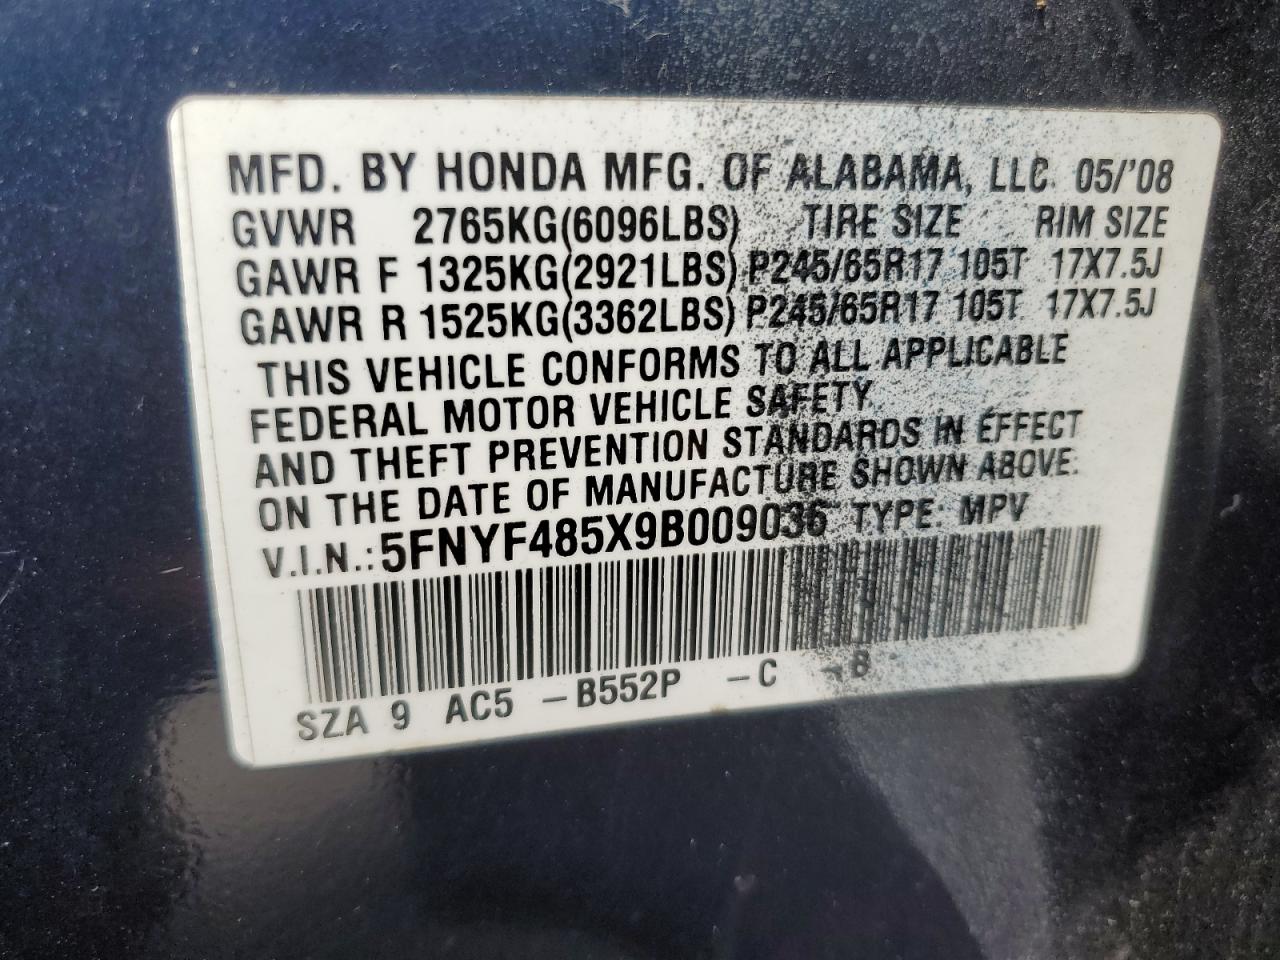 MFD. BY HONDA MFG. OF ALABAMA, LLC. 05/'08
GVWR 2765KG(6096LBS) TIRE SIZE RIM SIZE
GAWR F 1325KG(2921LBS) P245/65R17 105T 17X7.5J
GAWR R 1525KG(3362LBS) P245/65R17 105T 17X7.5J
THIS VEHICLE CONFORMS TO ALL APPLICABLE
FEDERAL MOTOR VEHICLE SAFETY
AND THEFT PREVENTION STANDARDS IN EFFECT
ON THE DATE OF MANUFACTURE SHOWN ABOVE.
V.I.N.: 5FNYF485X9B009036 TYPE: MPV
SZA 9 AC5 -B552P -C -B